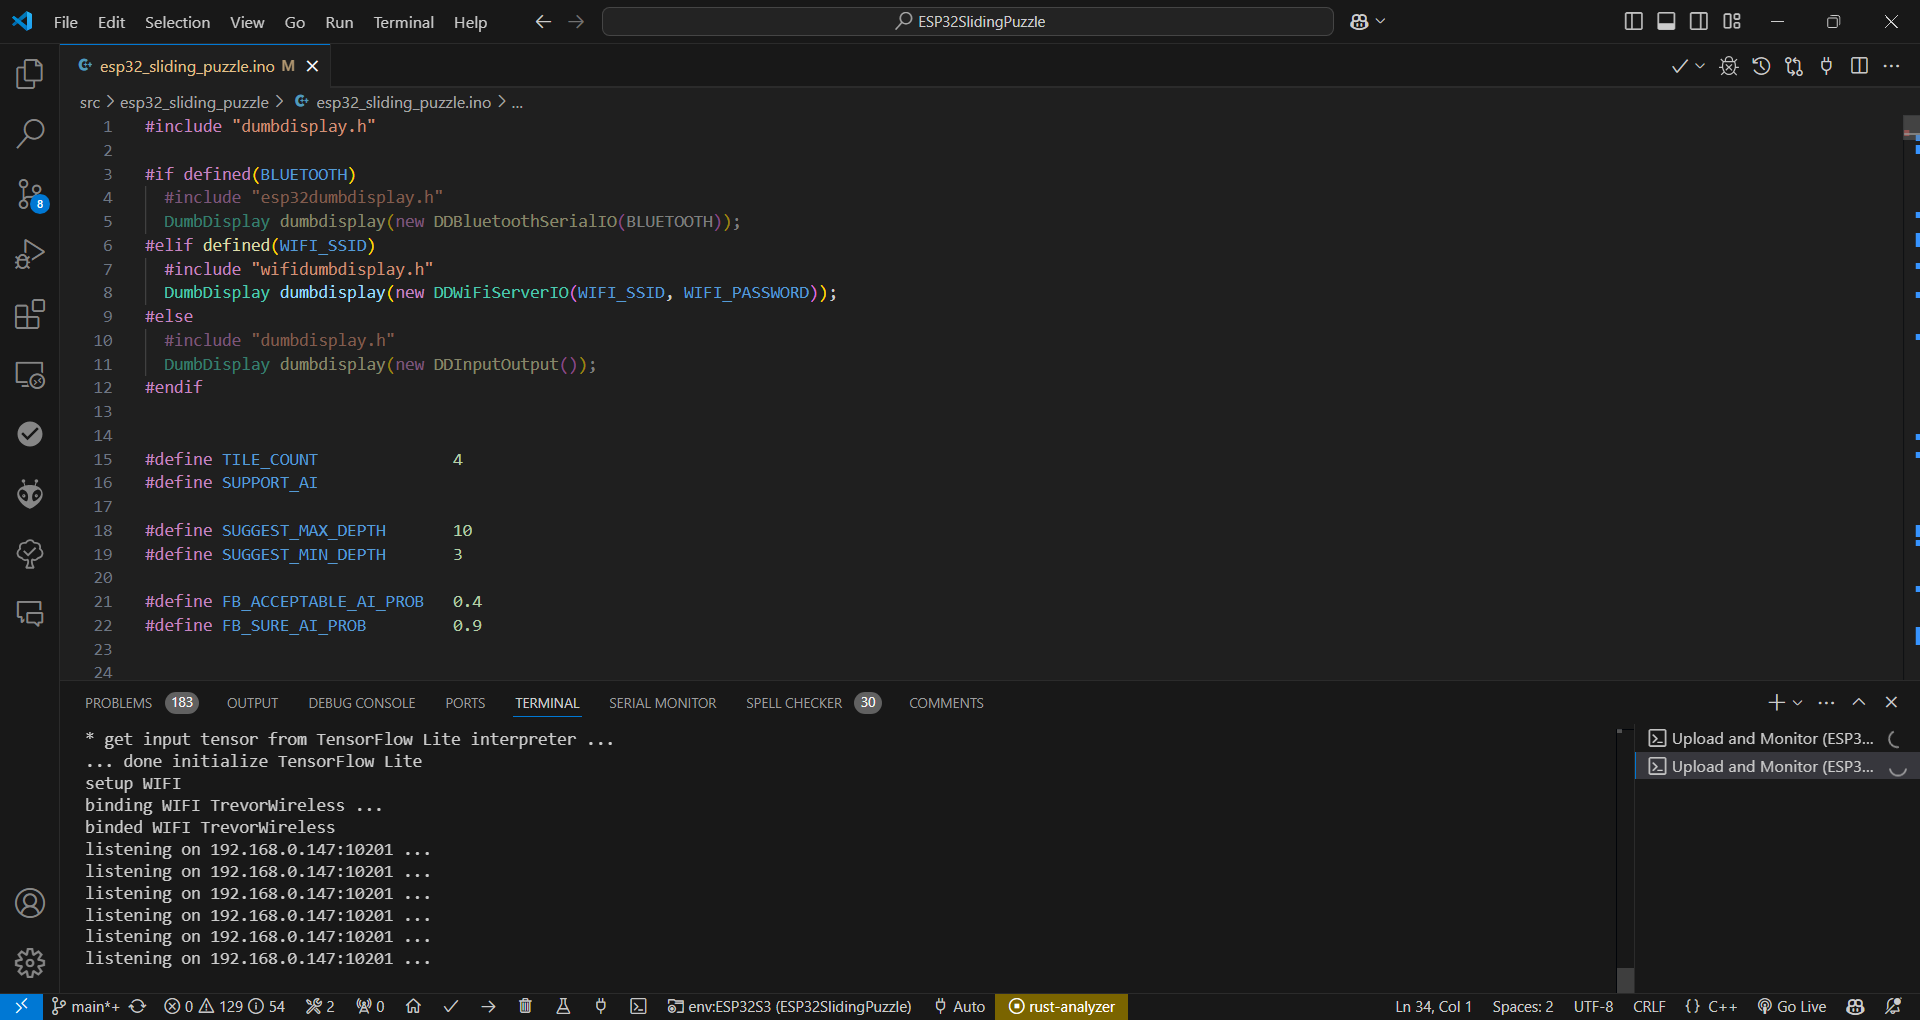 File Edit Selection View Go Run Terminal Help
ESP32SlidingPuzzle
esp32_sliding_puzzle.ino M
src > esp32_sliding_puzzle > esp32_sliding_puzzle.ino > ...
1 #include "dumbdisplay.h"
2
3 #if defined(BLUETOOTH)
4 #include "esp32dumbdisplay.h"
5 DumbDisplay dumbdisplay(new DDBluetoothSerialIO(BLUETOOTH));
6 #elif defined(WIFI_SSID)
7 #include "wifidumbdisplay.h"
8 DumbDisplay dumbdisplay(new DDWiFiServerIO(WIFI_SSID, WIFI_PASSWORD));
9 #else
10 #include "dumbdisplay.h"
11 DumbDisplay dumbdisplay(new DDInputOutput());
12 #endif
13
14
15 #define TILE_COUNT 4
16 #define SUPPORT_AI
17
18 #define SUGGEST_MAX_DEPTH 10
19 #define SUGGEST_MIN_DEPTH 3
20
21 #define FB_ACCEPTABLE_AI_PROB 0.4
22 #define FB_SURE_AI_PROB 0.9
23
24
8
PROBLEMS 183 OUTPUT DEBUG CONSOLE PORTS TERMINAL SERIAL MONITOR SPELL CHECKER 30 COMMENTS
* get input tensor from TensorFlow Lite interpreter ...
... done initialize TensorFlow Lite
setup WIFI
binding WIFI TrevorWireless ...
binded WIFI TrevorWireless
listening on 192.168.0.147:10201 ...
listening on 192.168.0.147:10201 ...
listening on 192.168.0.147:10201 ...
listening on 192.168.0.147:10201 ...
listening on 192.168.0.147:10201 ...
listening on 192.168.0.147:10201 ...
Upload and Monitor (ESP3...
Upload and Monitor (ESP3...
main*+ 0 129 54 2 0 env:ESP32S3 (ESP32SlidingPuzzle) Auto rust-analyzer Ln 34, Col 1 Spaces: 2 UTF-8 CRLF {} C++ Go Live